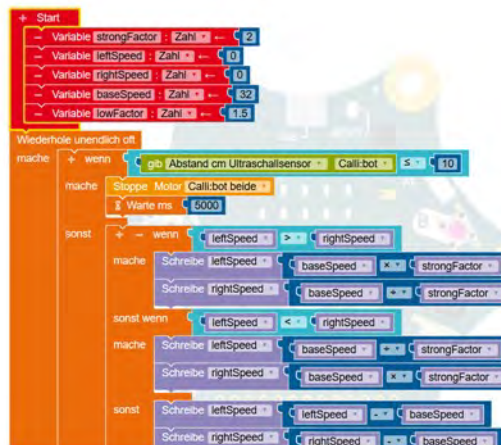 + Start
− Variable strongFactor : Zahl ← 2
− Variable leftSpeed : Zahl ← 0
− Variable rightSpeed : Zahl ← 0
− Variable baseSpeed : Zahl ← 32
− Variable lowFactor : Zahl ← 1.5
Wiederhole unendlich oft
mache + wenn gib Abstand cm Ultraschallsensor Calli:bot ≤ 10
mache Stoppe Motor Calli:bot beide
Warte ms 5000
sonst + − wenn leftSpeed > rightSpeed
mache Schreibe leftSpeed baseSpeed × strongFactor
Schreibe rightSpeed baseSpeed ÷ strongFactor
sonst wenn leftSpeed < rightSpeed
mache Schreibe leftSpeed baseSpeed ÷ strongFactor
Schreibe rightSpeed baseSpeed × strongFactor
sonst Schreibe leftSpeed leftSpeed - baseSpeed
Schreibe rightSpeed rightSpeed - baseSpeed